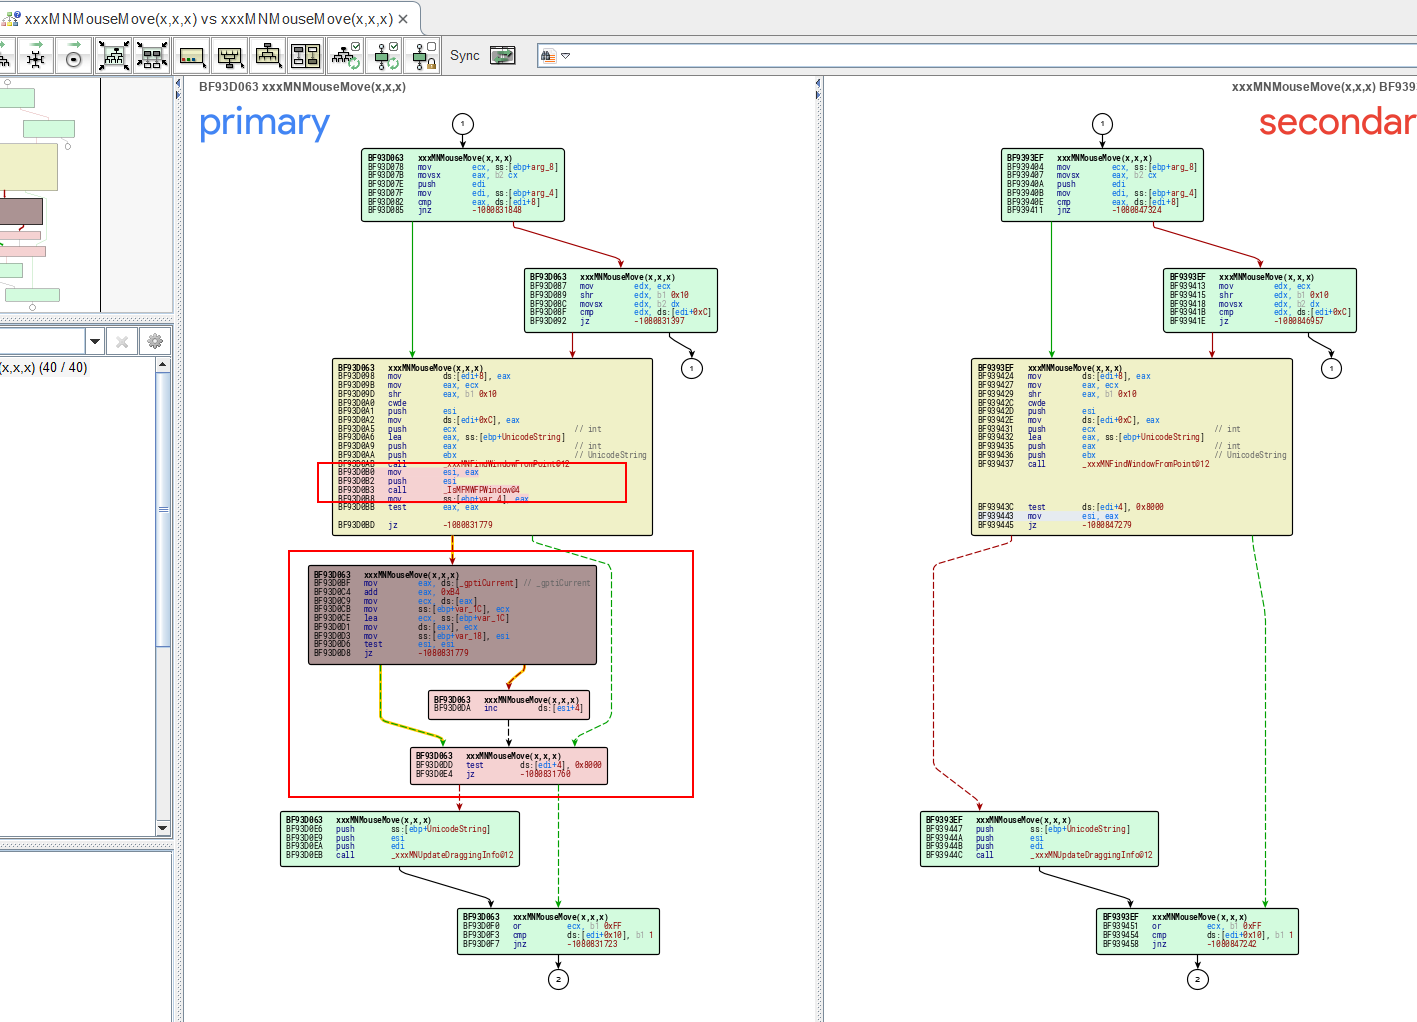 xxxMNMouseMove(x,x,x) vs xxxMNMouseMove(x,x,x)
Sync
(x,x,x) (40 / 40)
BF93D063 xxxMNMouseMove(x,x,x)
primary
1
BF93D063 xxxMNMouseMove(x,x,x)
BF93D078 mov ecx, ss:[ebp+arg_8]
BF93D07B movsx eax, b2 cx
BF93D07E push edi
BF93D07F mov edi, ss:[ebp+arg_4]
BF93D082 cmp eax, ds:[edi+8]
BF93D085 jnz -1080831848
BF93D063 xxxMNMouseMove(x,x,x)
BF93D087 mov edx, ecx
BF93D089 shr edx, b1 0x10
BF93D08C movsx edx, b2 dx
BF93D08F cmp edx, ds:[edi+0xC]
BF93D092 jz -1080831397
1
BF93D063 xxxMNMouseMove(x,x,x)
BF93D098 mov ds:[edi+8], eax
BF93D09B mov eax, ecx
BF93D09D shr eax, b1 0x10
BF93D0A0 cwde
BF93D0A1 push esi
BF93D0A2 mov ds:[edi+0xC], eax
BF93D0A5 push ecx // int
BF93D0A6 lea eax, ss:[ebp+UnicodeString]
BF93D0A9 push eax // int
BF93D0AA push ebx // UnicodeString
BF93D0AB call _xxxMNFindWindowFromPoint@12
BF93D0B0 mov esi, eax
BF93D0B2 push esi
BF93D0B3 call _IsMFMWFPWindow@4
BF93D0B8 mov ss:[ebp+var_4], eax
BF93D0BB test eax, eax
BF93D0BD jz -1080831779
BF93D063 xxxMNMouseMove(x,x,x)
BF93D0BF mov eax, ds:[_gptiCurrent] // _gptiCurrent
BF93D0C4 add eax, 0xB4
BF93D0C9 mov ecx, ds:[eax]
BF93D0CB mov ss:[ebp+var_1C], ecx
BF93D0CE lea ecx, ss:[ebp+var_1C]
BF93D0D1 mov ds:[eax], ecx
BF93D0D3 mov ss:[ebp+var_18], esi
BF93D0D6 test esi, esi
BF93D0D8 jz -1080831779
BF93D063 xxxMNMouseMove(x,x,x)
BF93D0DA inc ds:[esi+4]
BF93D063 xxxMNMouseMove(x,x,x)
BF93D0DD test ds:[edi+4], 0x8000
BF93D0E4 jz -1080831760
BF93D063 xxxMNMouseMove(x,x,x)
BF93D0E6 push ss:[ebp+UnicodeString]
BF93D0E9 push esi
BF93D0EA push edi
BF93D0EB call _xxxMNUpdateDraggingInfo@12
BF93D063 xxxMNMouseMove(x,x,x)
BF93D0F0 or ecx, b1 0xFF
BF93D0F3 cmp ds:[edi+0x10], b1 1
BF93D0F7 jnz -1080831723
2
xxxMNMouseMove(x,x,x) BF939
secondar
1
BF9393EF xxxMNMouseMove(x,x,x)
BF939404 mov ecx, ss:[ebp+arg_8]
BF939407 movsx eax, b2 cx
BF93940A push edi
BF93940B mov edi, ss:[ebp+arg_4]
BF93940E cmp eax, ds:[edi+8]
BF939411 jnz -1080847324
BF9393EF xxxMNMouseMove(x,x,x)
BF939413 mov edx, ecx
BF939415 shr edx, b1 0x10
BF939418 movsx edx, b2 dx
BF93941B cmp edx, ds:[edi+0xC]
BF93941E jz -1080846957
1
BF9393EF xxxMNMouseMove(x,x,x)
BF939424 mov ds:[edi+8], eax
BF939427 mov eax, ecx
BF939429 shr eax, b1 0x10
BF93942C cwde
BF93942D push esi
BF93942E mov ds:[edi+0xC], eax
BF939431 push ecx // int
BF939432 lea eax, ss:[ebp+UnicodeString]
BF939435 push eax // int
BF939436 push ebx // UnicodeString
BF939437 call _xxxMNFindWindowFromPoint@12
BF93943C test ds:[edi+4], 0x8000
BF939443 mov esi, eax
BF939445 jz -1080847279
BF9393EF xxxMNMouseMove(x,x,x)
BF939447 push ss:[ebp+UnicodeString]
BF93944A push esi
BF93944B push edi
BF93944C call _xxxMNUpdateDraggingInfo@12
BF9393EF xxxMNMouseMove(x,x,x)
BF939451 or ecx, b1 0xFF
BF939454 cmp ds:[edi+0x10], b1 1
BF939458 jnz -1080847242
2